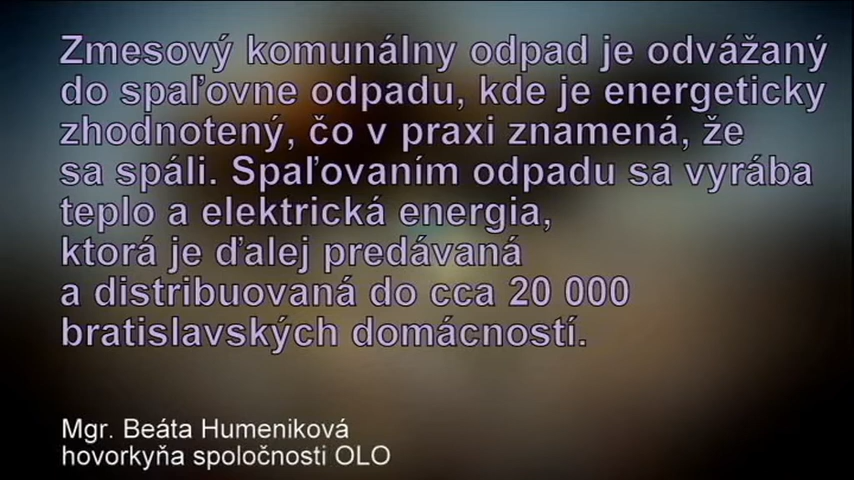 Zmesový komunálny odpad je odvážaný
do spaľovne odpadu, kde je energeticky
zhodnotený, čo v praxi znamená, že
sa spáli. Spaľovaním odpadu sa vyrába
teplo a elektrická energia,
ktorá je ďalej predávaná
a distribuovaná do cca 20 000
bratislavských domácností.
Mgr. Beáta Humeniková
hovorkyňa spoločnosti OLO